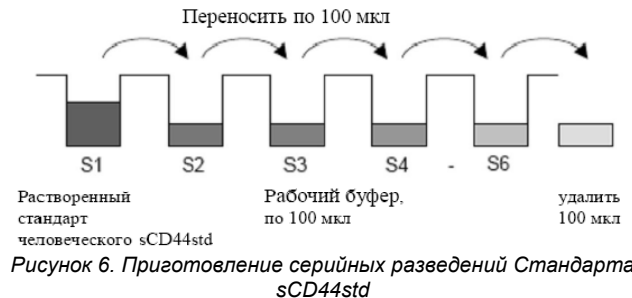 Переносить по 100 мкл
S1 S2 S3 S4 - S6
Растворенный
стандарт
человеческого sCD44std
Рабочий буфер,
по 100 мкл
удалить
100 мкл
Рисунок 6. Приготовление серийных разведений Стандарта
sCD44std